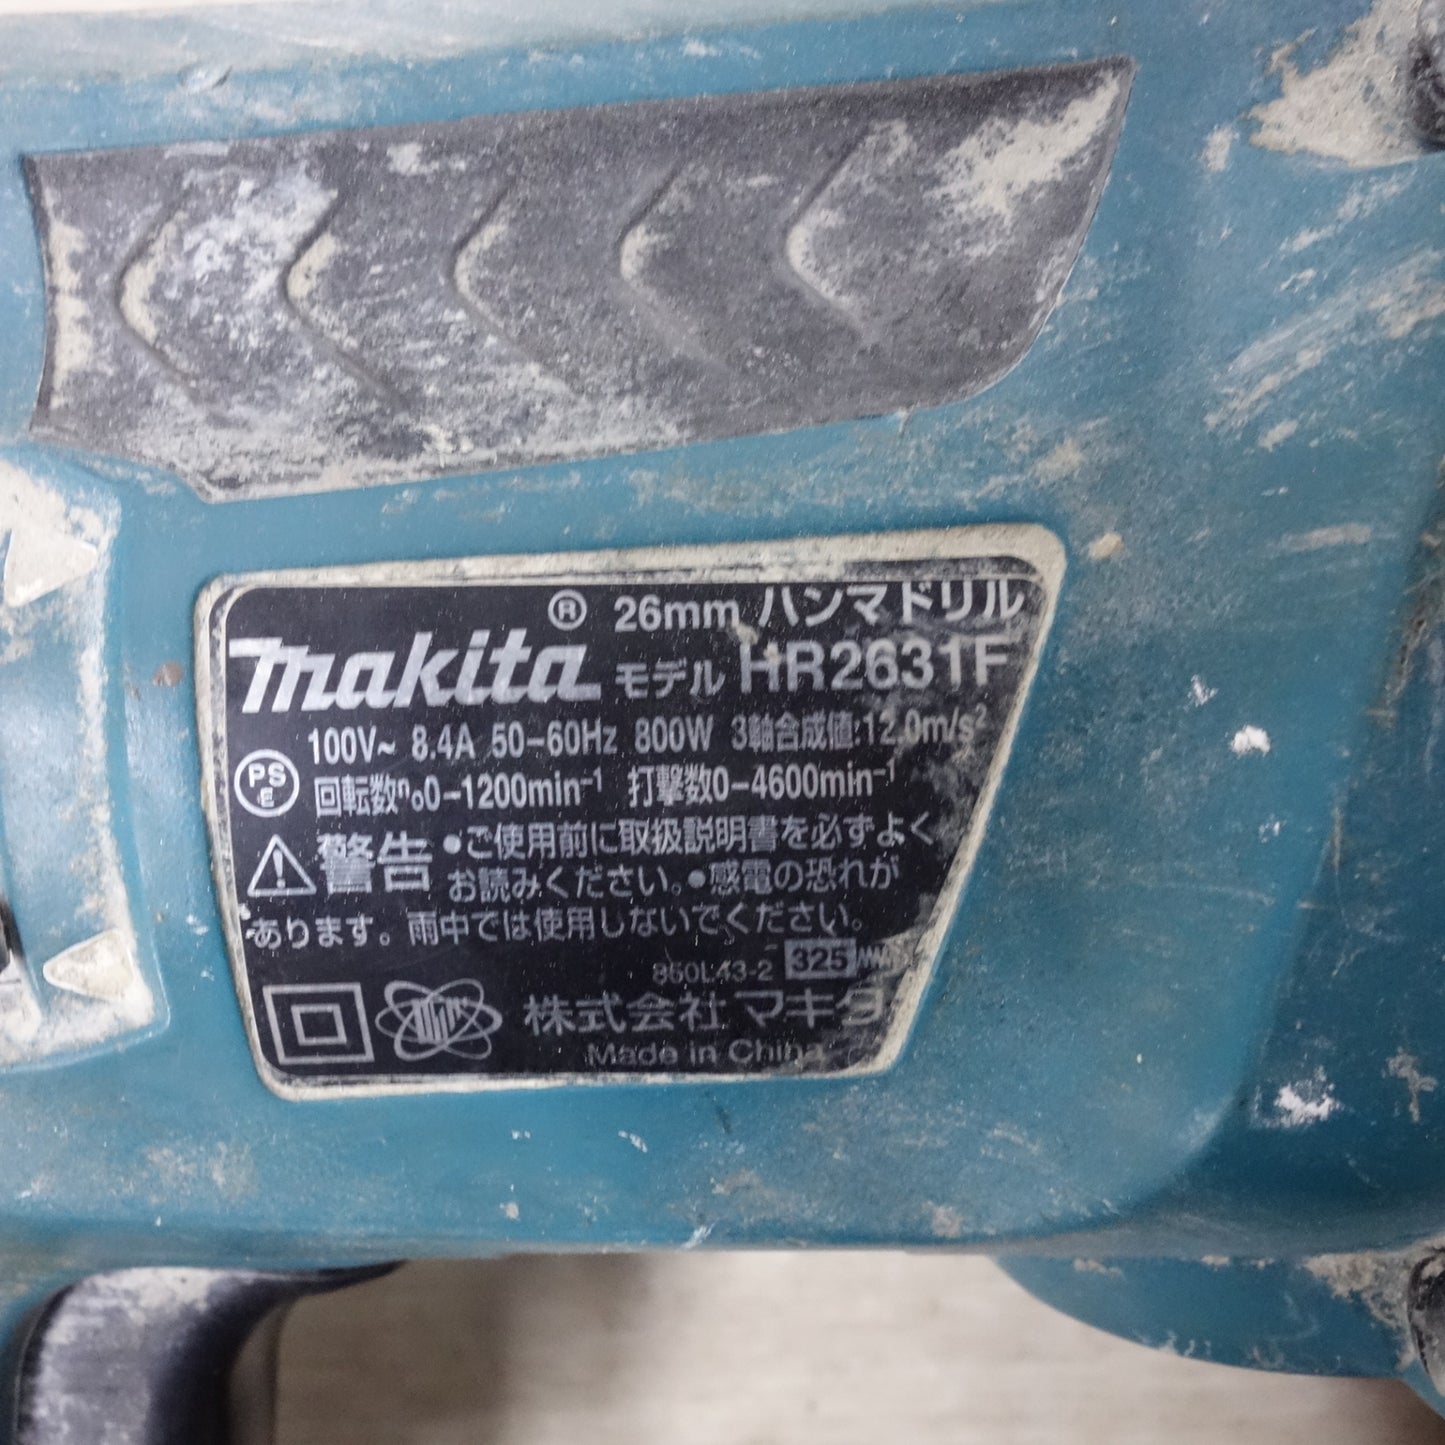 makita® 26mm ハンマドリル
モデル HR2631F
100V~ 8.4A 50-60Hz 800W 3軸合成値:12.0m/s²
PS
E
回転数n₀0-1200min⁻¹ 打撃数0-4600min⁻¹
警告 ●ご使用前に取扱説明書を必ずよく
お読みください。●感電の恐れが
あります。雨中では使用しないでください。
850L43-2 325
株式会社 マキタ
Made in China